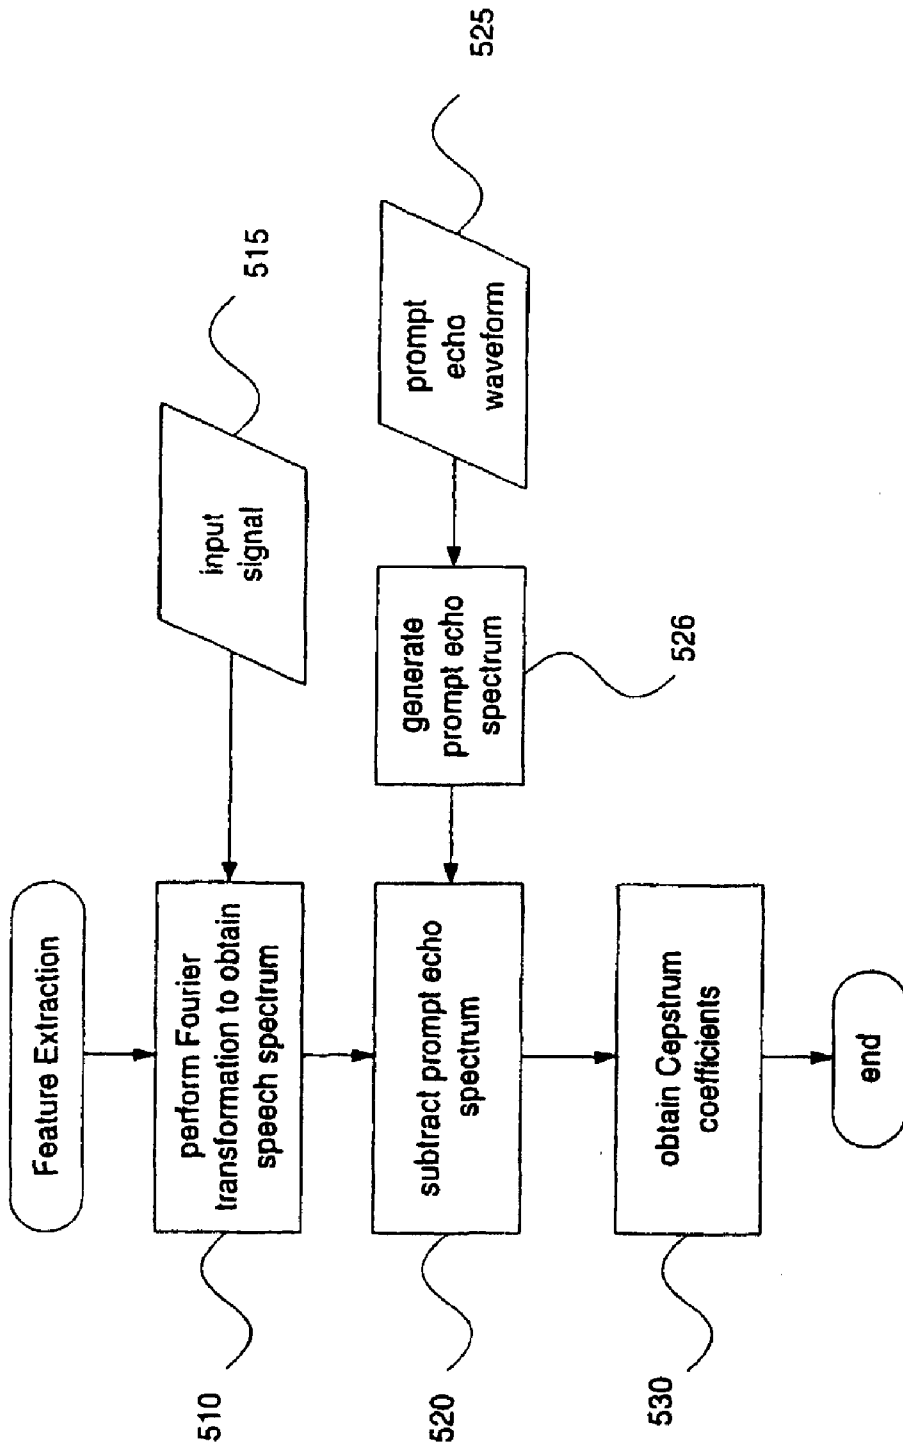 Feature Extraction
perform Fourier
transformation to obtain
speech spectrum
510
input
signal
515
subtract prompt echo
spectrum
520
generate
prompt echo
spectrum
526
prompt
echo
waveform
525
obtain Cepstrum
coefficients
530
end